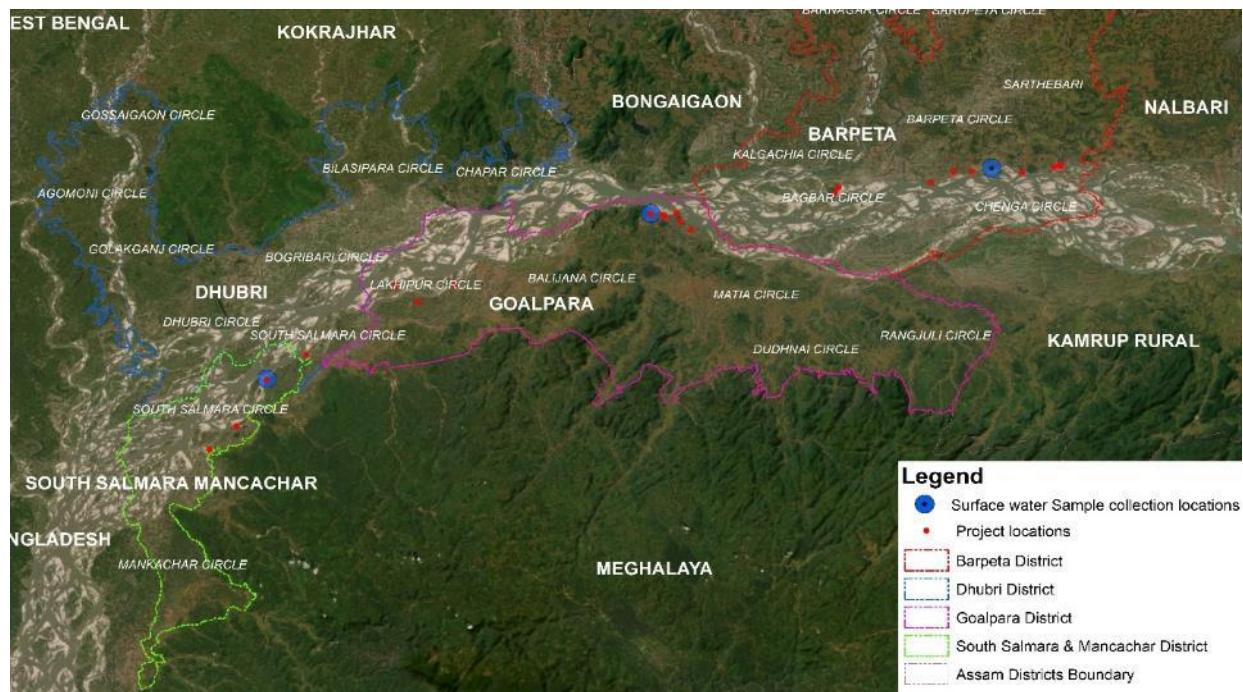 BARNAGAR CIRCLE
SARUPETA CIRCLE
EST BENGAL
KOKRAJHAR
SARTHEBARI
BONGAIGAON
NALBARI
GOSSAIGAON CIRCLE
BARPETA CIRCLE
BARPETA
KALGACHIA CIRCLE
BILASIPARA CIRCLE
CHAPAR CIRCLE
AGOMONI CIRCLE
BAGBAR CIRCLE
CHENGA CIRCLE
GOLAKGANJ CIRCLE
BOGRIBARI CIRCLE
BALIJANA CIRCLE
LAKHIPUR CIRCLE
DHUBRI
MATIA CIRCLE
GOALPARA
DHUBRI CIRCLE
SOUTH SALMARA CIRCLE
RANGJULI CIRCLE
KAMRUP RURAL
DUDHNAI CIRCLE
SOUTH SALMARA CIRCLE
SOUTH SALMARA MANCACHAR
NGLADESH
MANKACHAR CIRCLE
MEGHALAYA
Legend
Surface water Sample collection locations
Project locations
Barpeta District
Dhubri District
Goalpara District
South Salmara & Mancachar District
Assam Districts Boundary